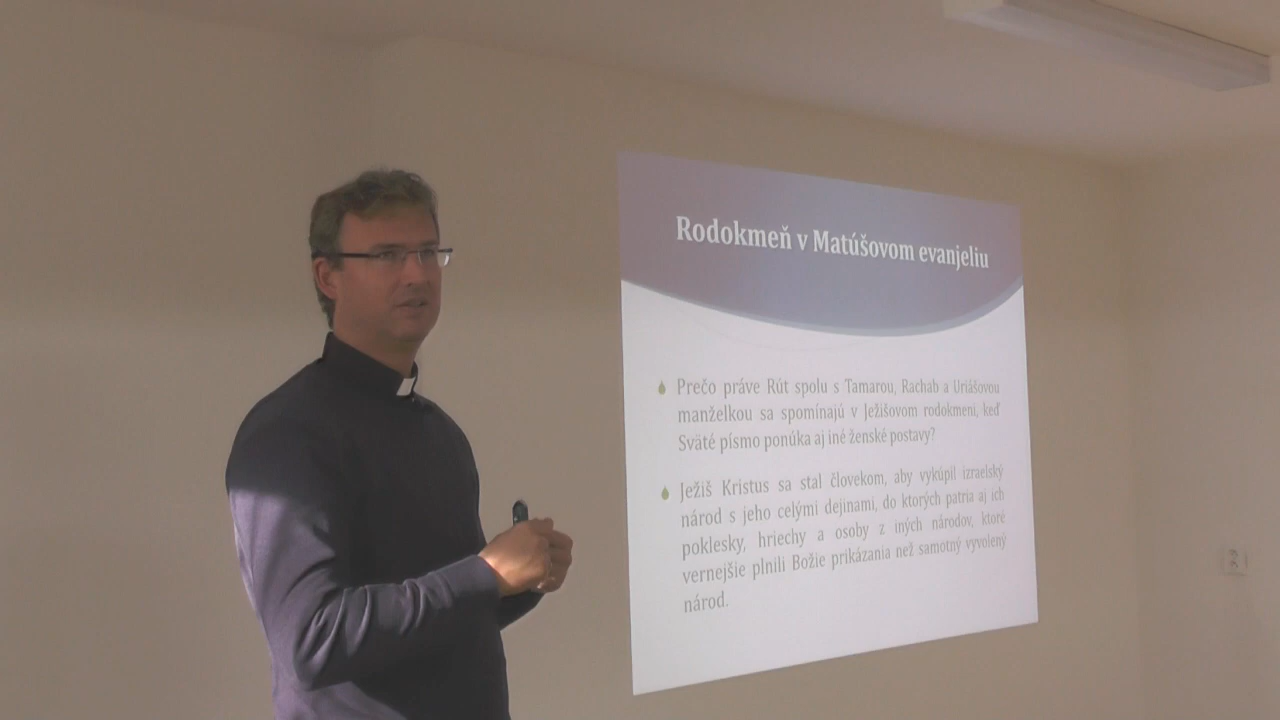 Rodokmeň v Matúšovom evanjeliu
Prečo práve Rút spolu s Tamarou, Rachab a Uriášovou
manželkou sa spomínajú v Ježišovom rodokmeni, keď
Sväté písmo ponúka aj iné ženské postavy?
Ježiš Kristus sa stal človekom, aby vykúpil izraelský
národ s jeho celými dejinami, do ktorých patria aj ich
poklesky, hriechy a osoby z iných národov, ktoré
vernejšie plnili Božie prikázania než samotný vyvolený
národ.